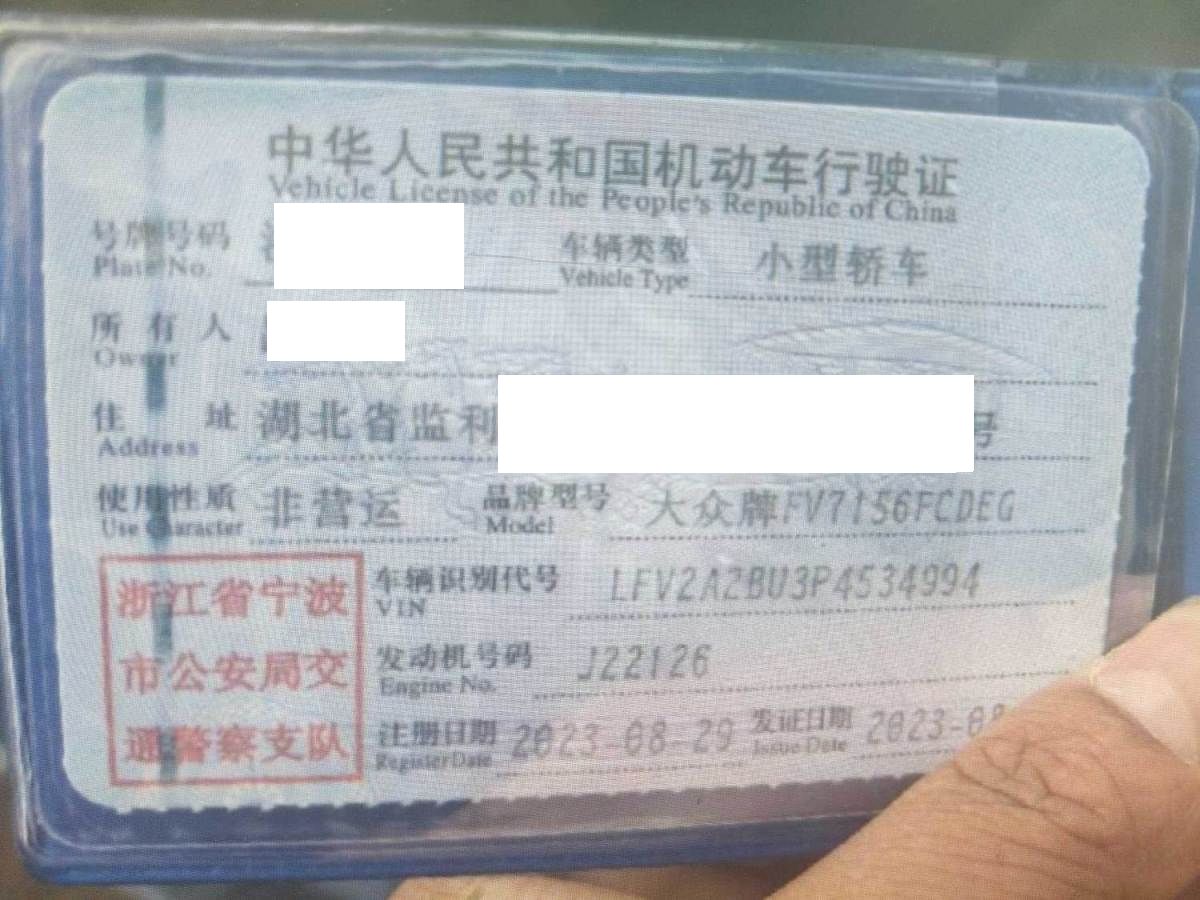 中华人民共和国机动车行驶证
Vehicle License of the People's Republic of China
号牌号码 车辆类型 小型轿车
Plate No. Vehicle Type
所有人
Owner
住址 湖北省监利 号
Address
使用性质 非营运 品牌型号 大众牌FV7156FCDEG
Use Character Model
浙江省宁波
市公安局交
通警察支队
车辆识别代号 LFV2A2BU3P4534994
VIN
发动机号码 J22126
Engine No.
注册日期 2023-08-29 发证日期 2023-08
Register Date Issue Date